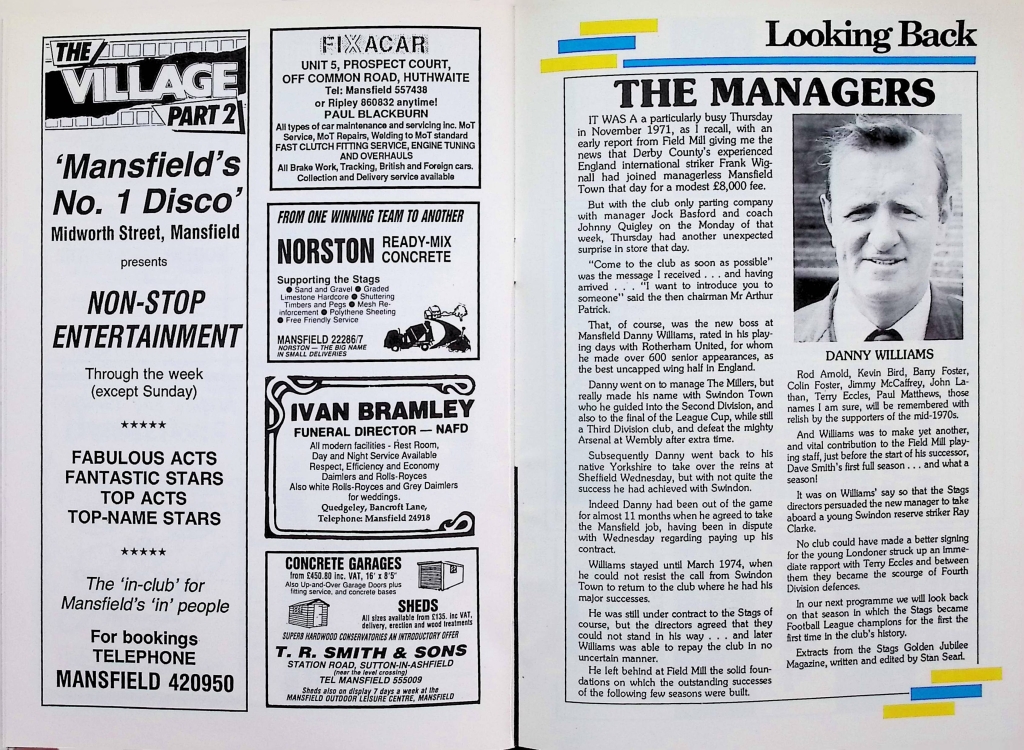 THE
VILLAGE
PART 2
'Mansfield's
No. 1 Disco'
Midworth Street, Mansfield
presents
NON-STOP
ENTERTAINMENT
Through the week
(except Sunday)
★★★★★
FABULOUS ACTS
FANTASTIC STARS
TOP ACTS
TOP-NAME STARS
★★★★★
The 'in-club' for
Mansfield's 'in' people
For bookings
TELEPHONE
MANSFIELD 420950
FIXACAR
UNIT 5, PROSPECT COURT,
OFF COMMON ROAD, HUTHWAITE
Tel: Mansfield 557438
or Ripley 860832 anytime!
PAUL BLACKBURN
All types of car maintenance and servicing inc. MoT
Service, MoT Repairs, Welding to MoT standard
FAST CLUTCH FITTING SERVICE, ENGINE TUNING
AND OVERHAULS
All Brake Work, Tracking, British and Foreign cars.
Collection and Delivery service available
FROM ONE WINNING TEAM TO ANOTHER
NORSTON READY-MIX
CONCRETE
Supporting the Stags
● Sand and Gravel ● Graded
Limestone Hardcore ● Shuttering
Timbers and Pegs ● Mesh Re-
inforcement ● Polythene Sheeting
● Free Friendly Service
MANSFIELD 22286/7
NORSTON — THE BIG NAME
IN SMALL DELIVERIES
IVAN BRAMLEY
FUNERAL DIRECTOR — NAFD
All modern facilities - Rest Room,
Day and Night Service Available
Respect, Efficiency and Economy
Daimlers and Rolls-Royces
Also white Rolls-Royces and Grey Daimlers
for weddings.
Quedgeley, Bancroft Lane,
Telephone: Mansfield 24918
CONCRETE GARAGES
from £450.80 inc. VAT, 16' x 8'5"
Also Up-and-Over Garage Doors plus
fitting service, and concrete bases
SHEDS
All sizes available from £135. inc VAT,
delivery, erection and wood treatments
SUPERB HARDWOOD CONSERVATORIES AN INTRODUCTORY OFFER
T. R. SMITH & SONS
STATION ROAD, SUTTON-IN-ASHFIELD
(near the level crossing)
TEL MANSFIELD 555009
Sheds also on display 7 days a week at the
MANSFIELD OUTDOOR LEISURE CENTRE, MANSFIELD
Looking Back
THE MANAGERS
IT WAS A a particularly busy Thursday
in November 1971, as I recall, with an
early report from Field Mill giving me the
news that Derby County's experienced
England international striker Frank Wig-
nall had joined managerless Mansfield
Town that day for a modest £8,000 fee.
But with the club only parting company
with manager Jock Basford and coach
Johnny Quigley on the Monday of that
week, Thursday had another unexpected
surprise in store that day.
"Come to the club as soon as possible"
was the message I received . . . and having
arrived . . . "I want to introduce you to
someone" said the then chairman Mr Arthur
Patrick.
That, of course, was the new boss at
Mansfield Danny Williams, rated in his play-
ing days with Rotherham United, for whom
he made over 600 senior appearances, as
the best uncapped wing half in England.
Danny went on to manage The Millers, but
really made his name with Swindon Town
who he guided into the Second Division, and
also to the final of the League Cup, while still
a Third Division club, and defeat the mighty
Arsenal at Wembly after extra time.
Subsequently Danny went back to his
native Yorkshire to take over the reins at
Sheffield Wednesday, but with not quite the
success he had achieved with Swindon.
Indeed Danny had been out of the game
for almost 11 months when he agreed to take
the Mansfield job, having been in dispute
with Wednesday regarding paying up his
contract.
Williams stayed until March 1974, when
he could not resist the call from Swindon
Town to return to the club where he had his
major successes.
He was still under contract to the Stags of
course, but the directors agreed that they
could not stand in his way . . . and later
Williams was able to repay the club in no
uncertain manner.
He left behind at Field Mill the solid foun-
dations on which the outstanding successes
of the following few seasons were built.
DANNY WILLIAMS
Rod Arnold, Kevin Bird, Barry Foster,
Colin Foster, Jimmy McCaffrey, John La-
than, Terry Eccles, Paul Matthews, those
names I am sure, will be remembered with
relish by the supporters of the mid-1970s.
And Williams was to make yet another,
and vital contribution to the Field Mill play-
ing staff, just before the start of his successor,
Dave Smith's first full season . . . and what a
season!
It was on Williams' say so that the Stags
directors persuaded the new manager to take
aboard a young Swindon reserve striker Ray
Clarke.
No club could have made a better signing
for the young Londoner struck up an imme-
diate rapport with Terry Eccles and between
them they became the scourge of Fourth
Division defences.
In our next programme we will look back
on that season in which the Stags became
Football League champions for the first the
first time in the club's history.
Extracts from the Stags Golden Jubilee
Magazine, written and edited by Stan Searl.